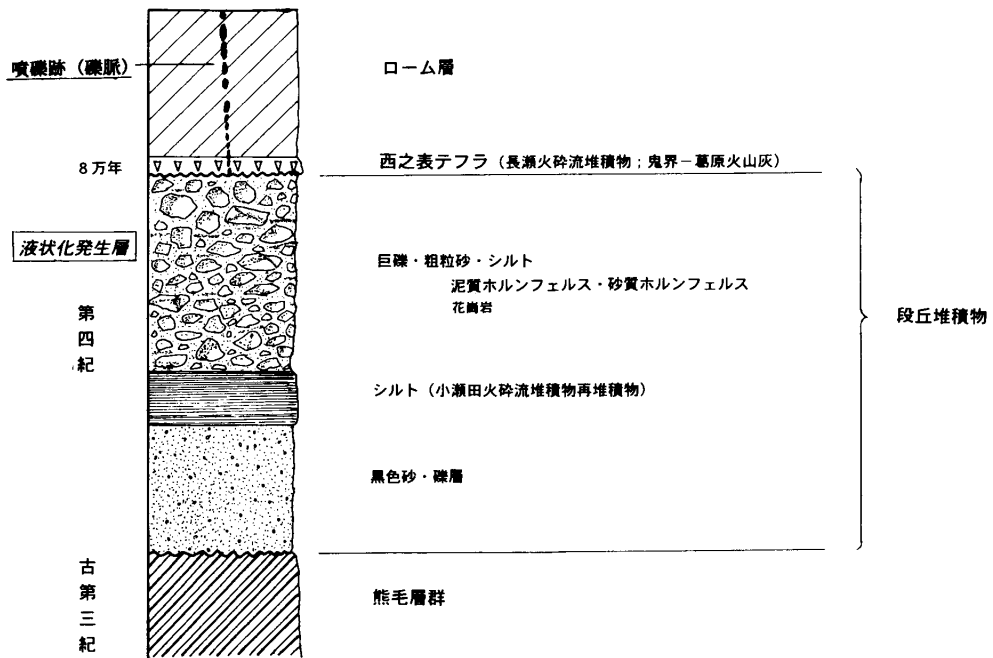 噴礫跡（礫脈）
ローム層
8万年
西之表テフラ（長瀬火砕流堆積物；鬼界－葛原火山灰）
液状化発生層
巨礫・粗粒砂・シルト
泥質ホルンフェルス・砂質ホルンフェルス
花崗岩
段丘堆積物
第四紀
シルト（小瀬田火砕流堆積物再堆積物）
黒色砂・礫層
古第三紀
熊毛層群